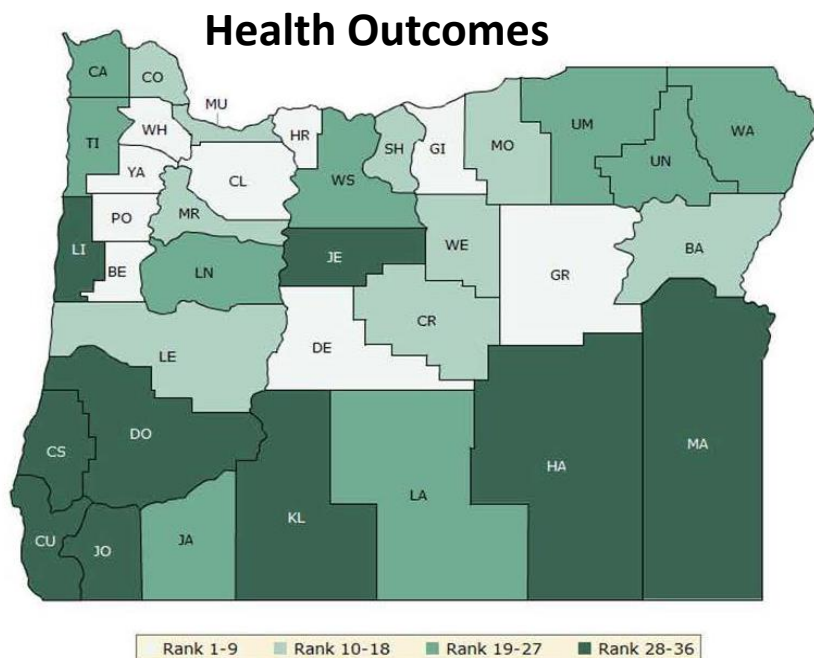 Health Outcomes
CA
CO
MU
WH
HR
TI
YA
CL
WS
SH
GI
MO
UM
UN
WA
PO
MR
LI
BE
LN
JE
WE
GR
BA
LE
DE
CR
CS
DO
KL
LA
HA
MA
CU
JO
JA
Rank 1-9 Rank 10-18 Rank 19-27 Rank 28-36